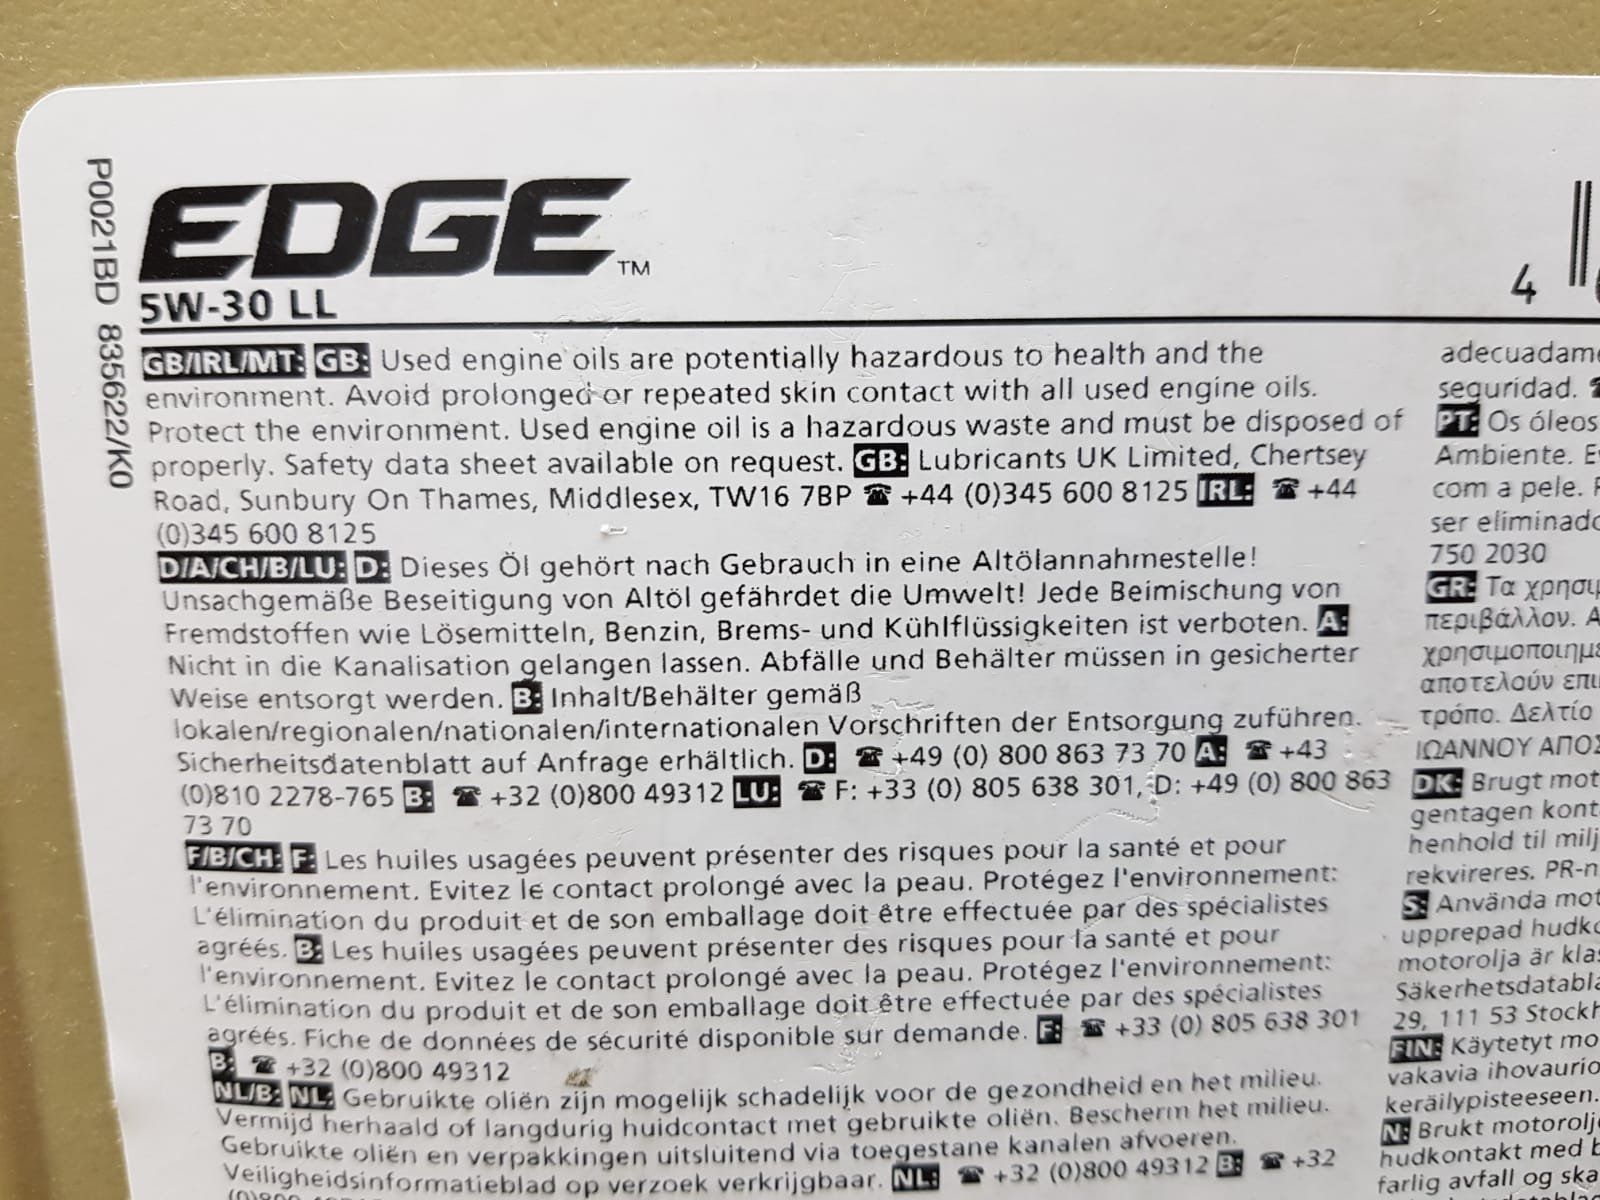 P0021BD 835622/K0
EDGE™
5W-30 LL
4
GB/IRL/MT: GB: Used engine oils are potentially hazardous to health and the
environment. Avoid prolonged or repeated skin contact with all used engine oils.
Protect the environment. Used engine oil is a hazardous waste and must be disposed of
properly. Safety data sheet available on request. GB: Lubricants UK Limited, Chertsey
Road, Sunbury On Thames, Middlesex, TW16 7BP ☎ +44 (0)345 600 8125 IRL: ☎ +44
(0)345 600 8125
D/A/CH/B/LU: D: Dieses Öl gehört nach Gebrauch in eine Altölannahmestelle!
Unsachgemäße Beseitigung von Altöl gefährdet die Umwelt! Jede Beimischung von
Fremdstoffen wie Lösemitteln, Benzin, Brems- und Kühlflüssigkeiten ist verboten. A:
Nicht in die Kanalisation gelangen lassen. Abfälle und Behälter müssen in gesicherter
Weise entsorgt werden. B: Inhalt/Behälter gemäß
lokalen/regionalen/nationalen/internationalen Vorschriften der Entsorgung zuführen.
Sicherheitsdatenblatt auf Anfrage erhältlich. D: ☎ +49 (0) 800 863 73 70 A: ☎ +43
(0)810 2278-765 B: ☎ +32 (0)800 49312 LU: ☎ F: +33 (0) 805 638 301, D: +49 (0) 800 863
73 70
F/B/CH: F: Les huiles usagées peuvent présenter des risques pour la santé et pour
l'environnement. Evitez le contact prolongé avec la peau. Protégez l'environnement:
L'élimination du produit et de son emballage doit être effectuée par des spécialistes
agréés. B: Les huiles usagées peuvent présenter des risques pour la santé et pour
l'environnement. Evitez le contact prolongé avec la peau. Protégez l'environnement:
L'élimination du produit et de son emballage doit être effectuée par des spécialistes
agréés. Fiche de données de sécurité disponible sur demande. F: ☎ +33 (0) 805 638 301
B: ☎ +32 (0)800 49312
NL/B: NL: Gebruikte oliën zijn mogelijk schadelijk voor de gezondheid en het milieu.
Vermijd herhaald of langdurig huidcontact met gebruikte oliën. Bescherm het milieu.
Gebruikte oliën en verpakkingen uitsluitend via toegestane kanalen afvoeren.
Veiligheidsinformatieblad op verzoek verkrijgbaar. NL: ☎ +32 (0)800 49312 B: ☎ +32
adecuadame
seguridad. ☎
PT: Os óleos
Ambiente. E
com a pele.
ser eliminado
750 2030
GR: Τα χρησιμ
περιβάλλον. Α
χρησιμοποιημε
αποτελούν επι
τρόπο. Δελτίο
ΙΩΑΝΝΟΥ ΑΠΟΣ
DK: Brugt mot
gentagen kont
henhold til milj
rekvireres. PR-n
S: Använda mot
upprepad hudko
motorolja är klas
Säkerhetsdatabla
29, 111 53 Stockh
FIN: Käytetyt mo
vakavia ihovaurio
keräilypisteeseen.
N: Brukt motorolj
hudkontakt med b
farlig avfall og ska